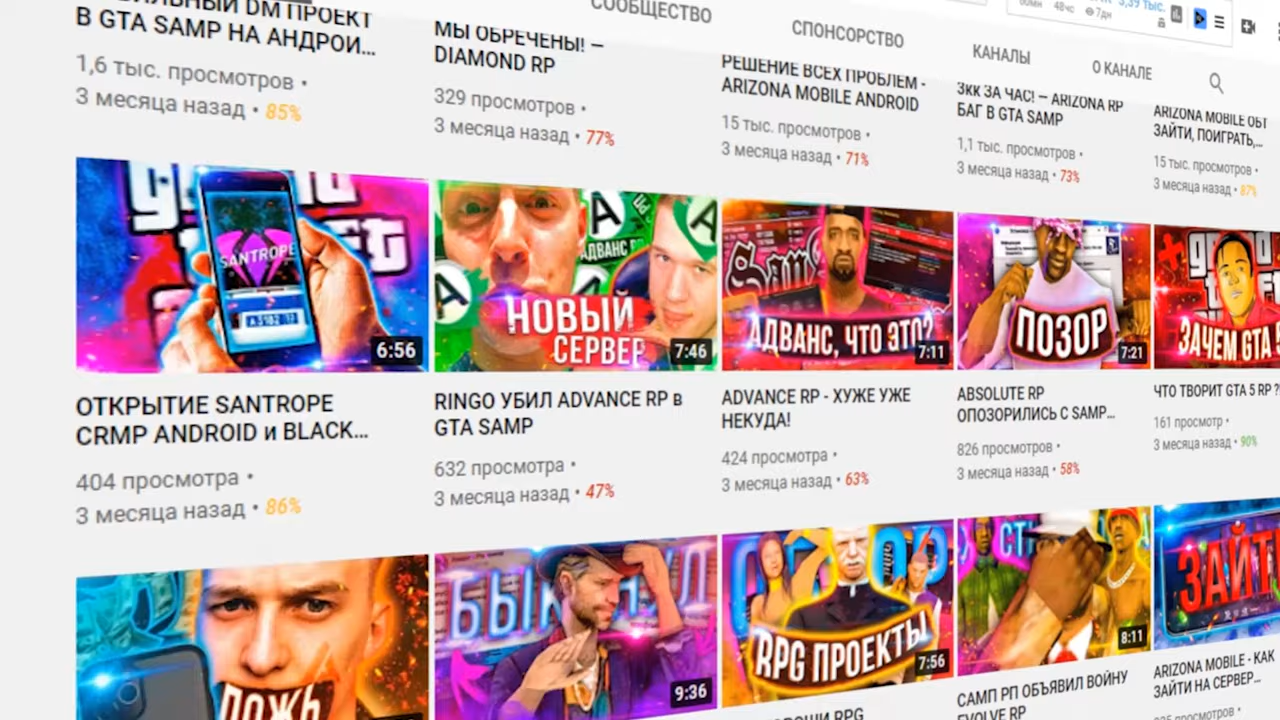 СООБЩЕСТВО
СПОНСОРСТВО
КАНАЛЫ
О КАНАЛЕ
DM ПРОЕКТ
В GTA SAMP НА АНДРОИ...
1,6 тыс. просмотров •
3 месяца назад • 85%
МЫ ОБРЕЧЕНЫ! —
DIAMOND RP
329 просмотров •
3 месяца назад • 77%
РЕШЕНИЕ ВСЕХ ПРОБЛЕМ -
ARIZONA MOBILE ANDROID
15 тыс. просмотров •
3 месяца назад • 71%
3КК ЗА ЧАС! — ARIZONA RP
БАГ В GTA SAMP
1,1 тыс. просмотров •
3 месяца назад • 73%
ARIZONA MOBILE ОБТ
ЗАЙТИ, ПОИГРАТЬ,...
15 тыс. просмотров •
3 месяца назад • 87%
SANTROPE
6:56
АДВАНС
НОВЫЙ
СЕРВЕР
7:46
АДВАНС, ЧТО ЭТО?
7:11
ПОЗОР
7:21
ЗАЧЕМ GTA
ОТКРЫТИЕ SANTROPE
CRMP ANDROID и BLACK...
404 просмотра •
3 месяца назад • 86%
RINGO УБИЛ ADVANCE RP в
GTA SAMP
632 просмотра •
3 месяца назад • 47%
ADVANCE RP - ХУЖЕ УЖЕ
НЕКУДА!
424 просмотра •
3 месяца назад • 63%
ABSOLUTE RP
ОПОЗОРИЛИСЬ С SAMP...
826 просмотров •
3 месяца назад • 58%
ЧТО ТВОРИТ GTA 5 RP ?!
161 просмотр •
3 месяца назад • 90%
ЛОЖЬ
9:36
RPG ПРОЕКТЫ
7:56
8:11
САМП РП ОБЪЯВИЛ ВОЙНУ
EVOLVE RP
ARIZONA MOBILE - КАК
ЗАЙТИ НА СЕРВЕР...